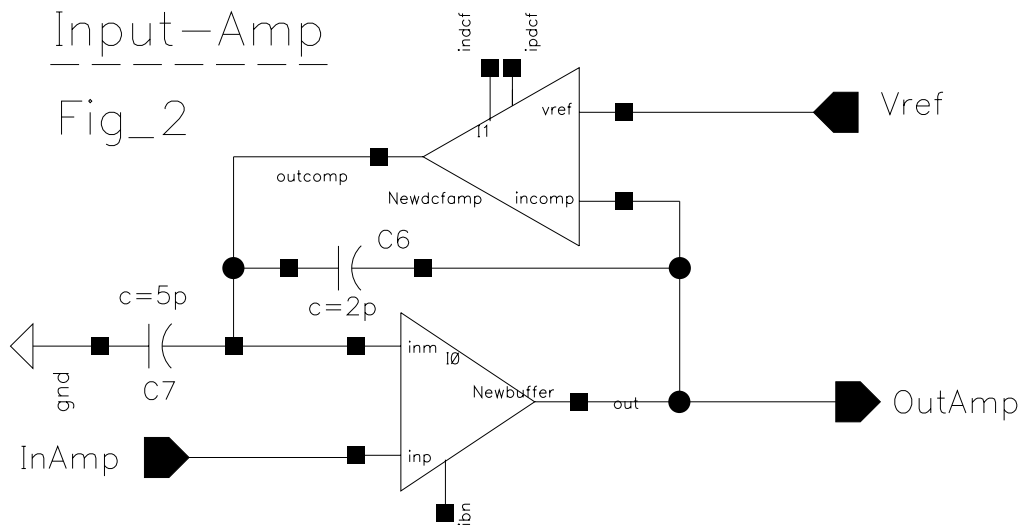 Input-Amp
Fig_2
indcf
ipdcf
vref
Vref
I1
outcomp
Newdcfamp
incomp
C6
c=5p
c=2p
inm
I0
gnd
C7
Newbuffer
out
OutAmp
InAmp
inp
ibn